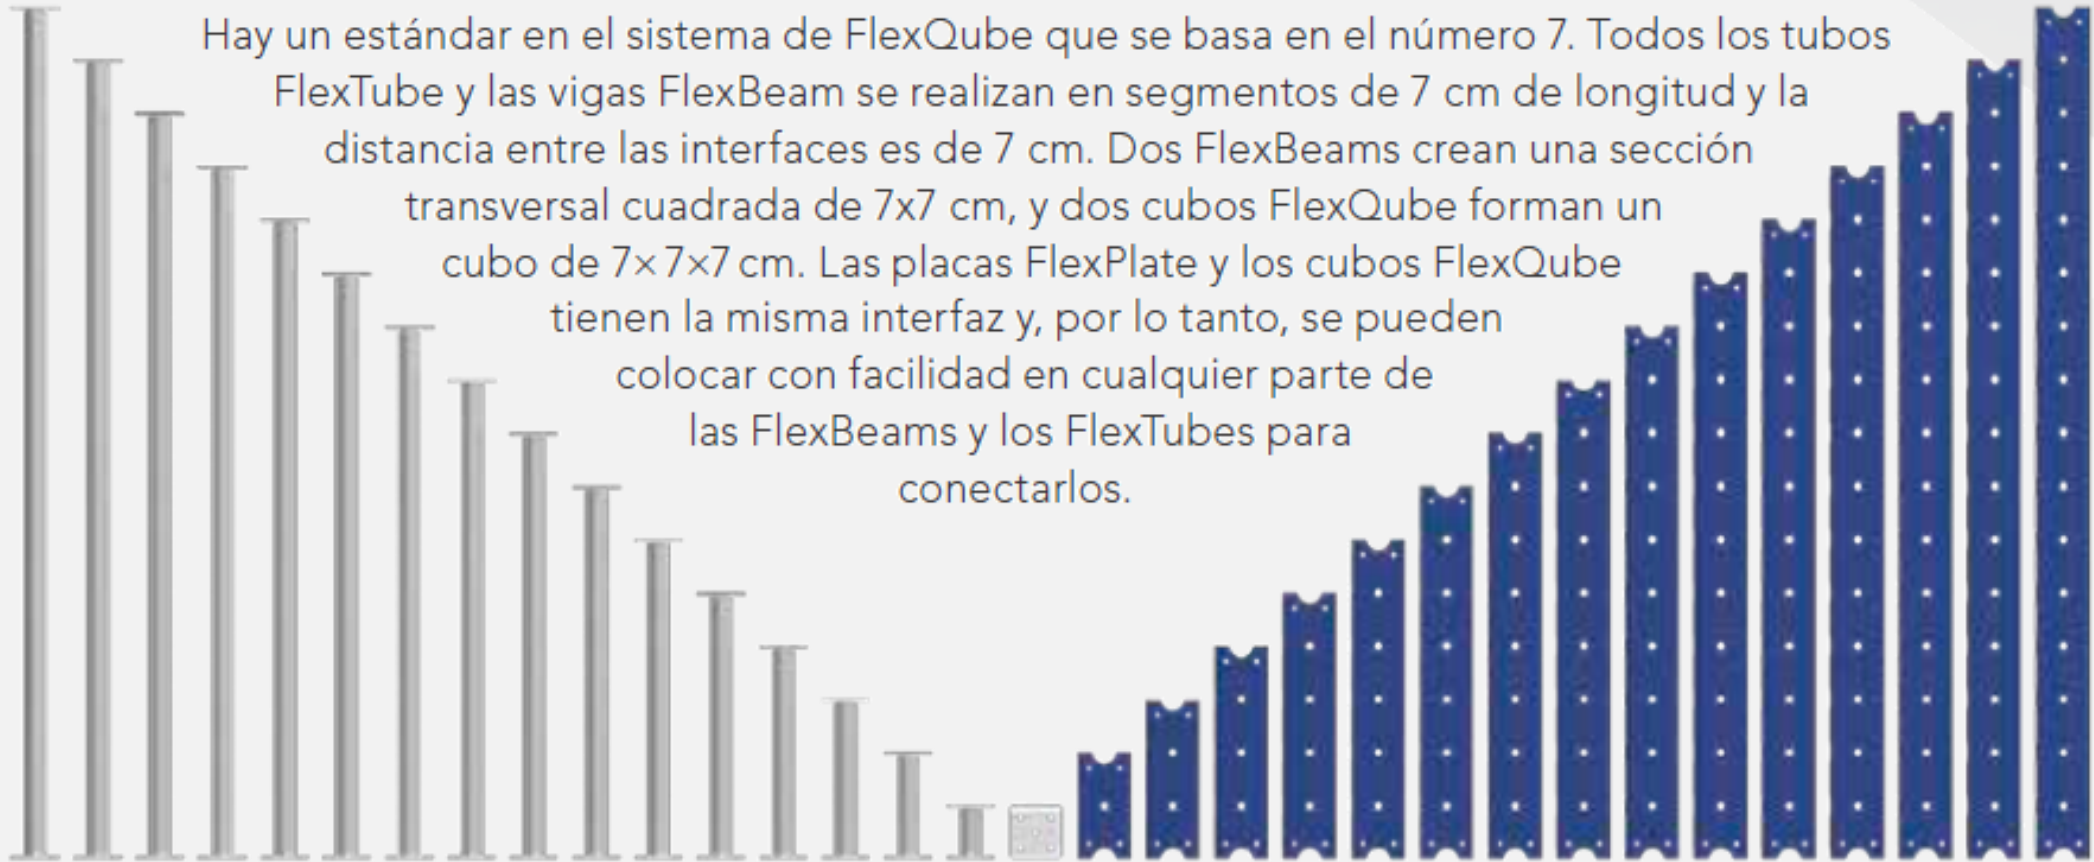 Hay un estándar en el sistema de FlexQube que se basa en el número 7. Todos los tubos
FlexTube y las vigas FlexBeam se realizan en segmentos de 7 cm de longitud y la
distancia entre las interfaces es de 7 cm. Dos FlexBeams crean una sección
transversal cuadrada de 7x7 cm, y dos cubos FlexQube forman un
cubo de 7×7×7 cm. Las placas FlexPlate y los cubos FlexQube
tienen la misma interfaz y, por lo tanto, se pueden
colocar con facilidad en cualquier parte de
las FlexBeams y los FlexTubes para
conectarlos.